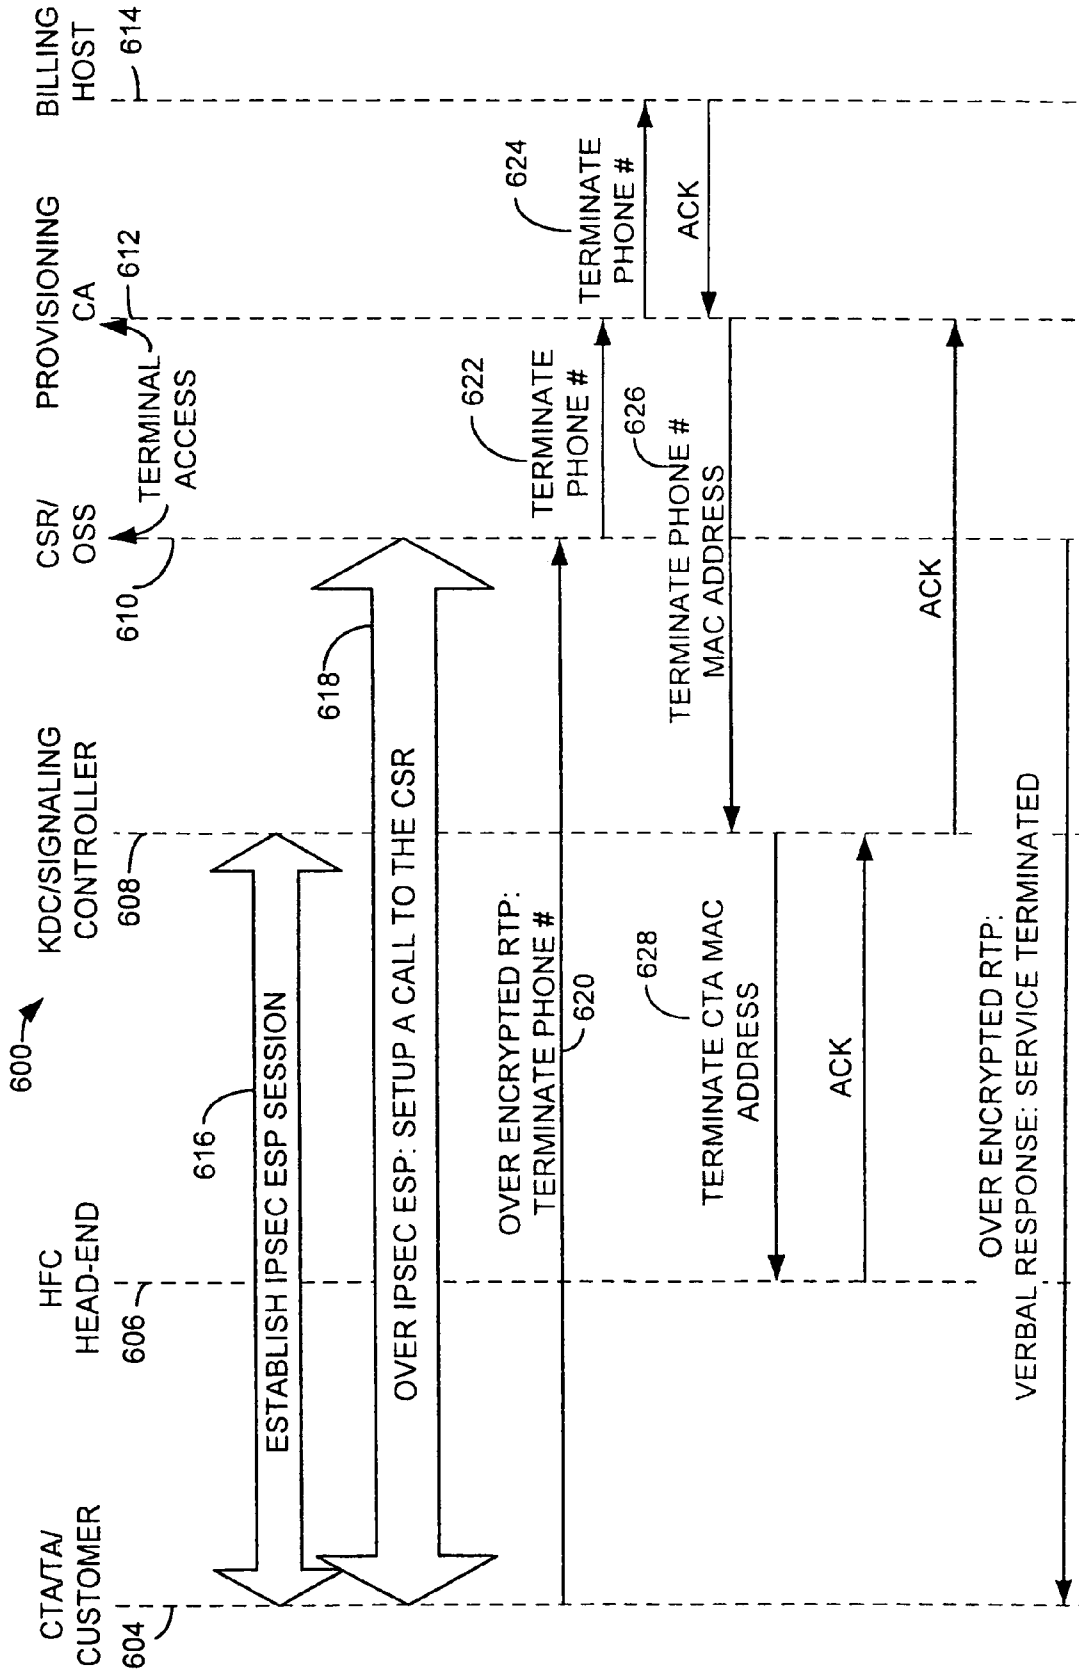 600
CTA/TA/
CUSTOMER
604
HFC
HEAD-END
606
KDC/SIGNALING
CONTROLLER
608
CSR/
OSS
610
TERMINAL
ACCESS
PROVISIONING
CA
612
BILLING
HOST
614
616
ESTABLISH IPSEC ESP SESSION
618
OVER IPSEC ESP: SETUP A CALL TO THE CSR
OVER ENCRYPTED RTP:
TERMINATE PHONE #
620
622
TERMINATE
PHONE #
624
TERMINATE
PHONE #
ACK
626
TERMINATE PHONE #
MAC ADDRESS
628
TERMINATE CTA MAC
ADDRESS
ACK
ACK
OVER ENCRYPTED RTP:
VERBAL RESPONSE: SERVICE TERMINATED